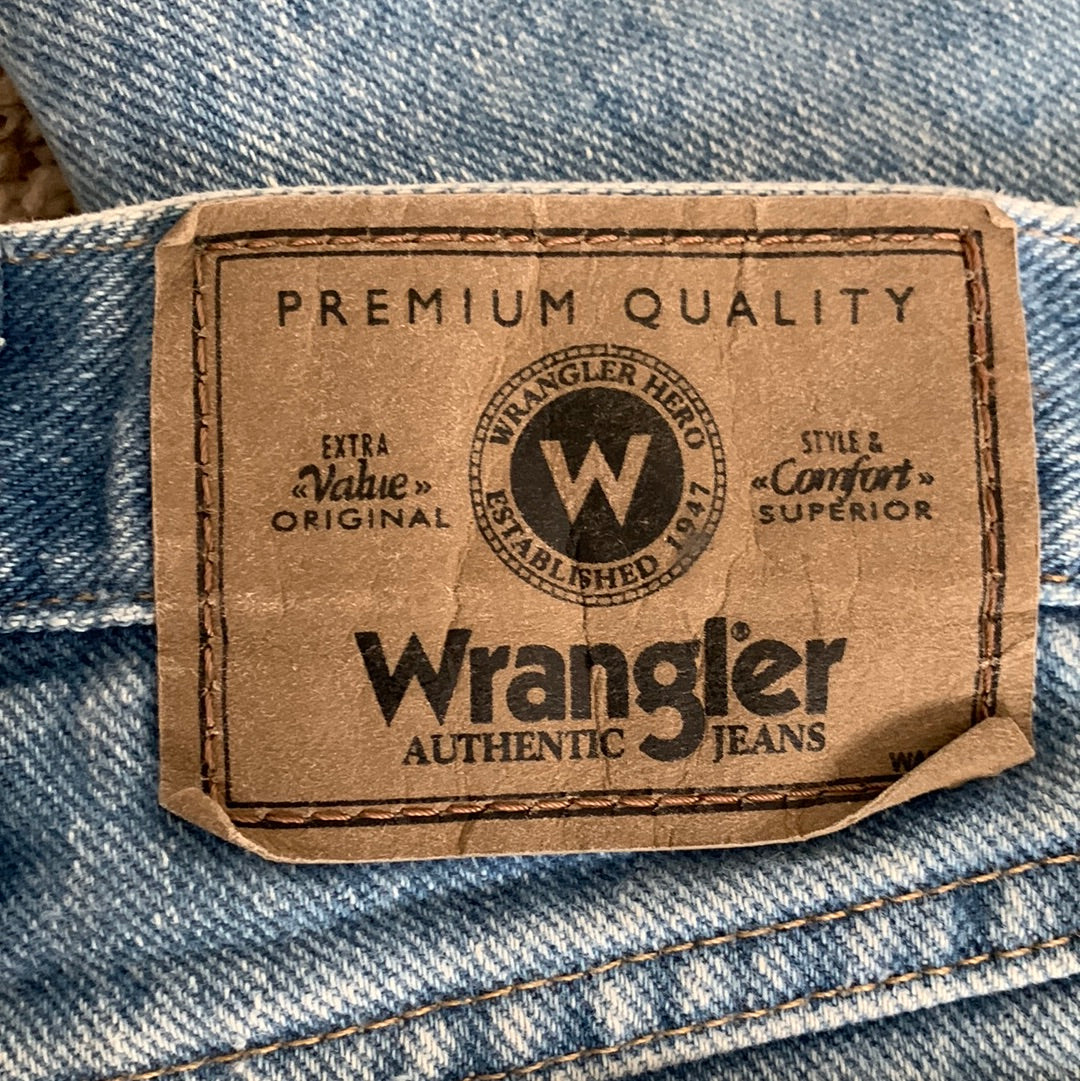 PREMIUM QUALITY
WRANGLER HERO
ESTABLISHED 1947
W
EXTRA
«Value»
ORIGINAL
STYLE &
«Comfort»
SUPERIOR
Wrangler®
AUTHENTIC JEANS